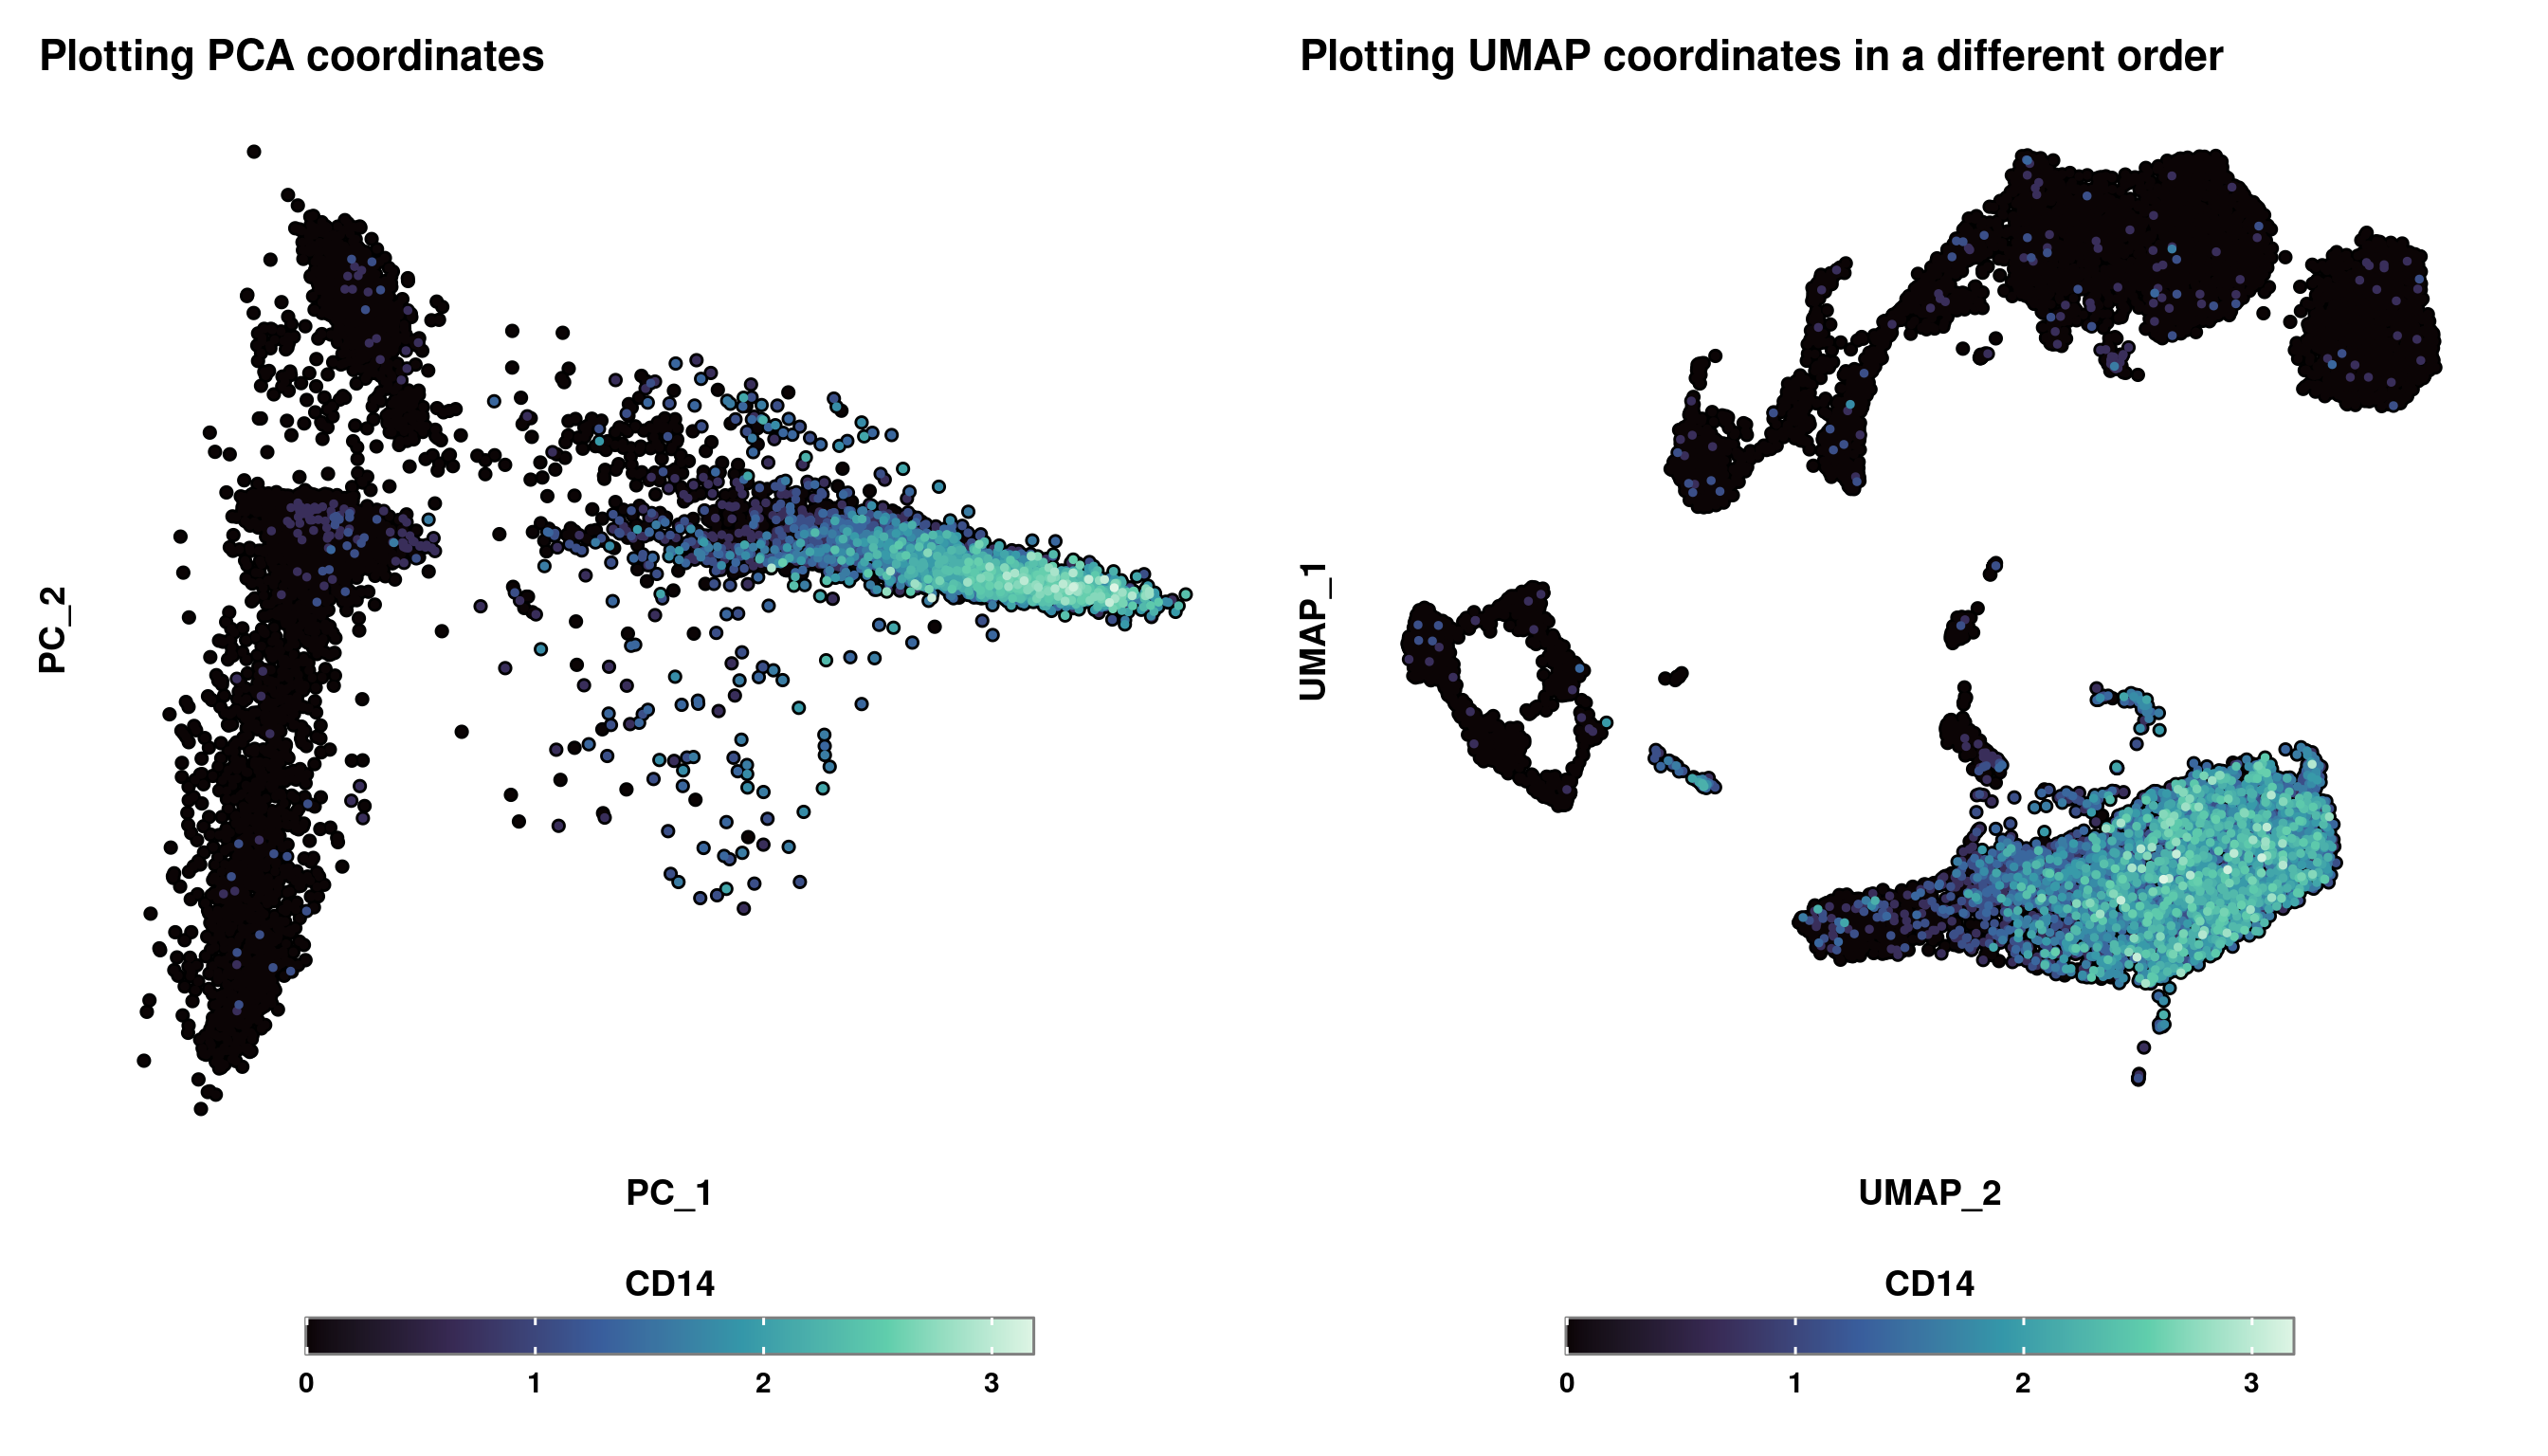 Plotting PCA coordinates
PC_2
PC_1
CD14
0 1 2 3
Plotting UMAP coordinates in a different order
UMAP_1
UMAP_2
CD14
0 1 2 3